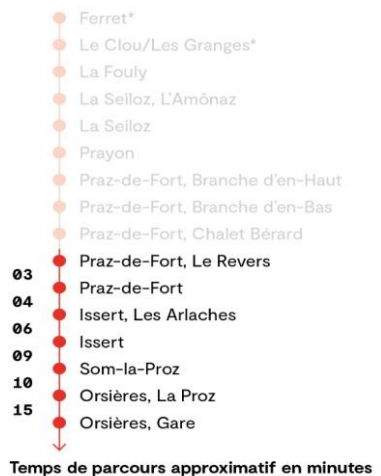 Ferret*
Le Clou/Les Granges*
La Fouly
La Seiloz, L'Amônaz
La Seiloz
Prayon
Praz-de-Fort, Branche d'en-Haut
Praz-de-Fort, Branche d'en-Bas
Praz-de-Fort, Chalet Bérard
Praz-de-Fort, Le Revers
03
Praz-de-Fort
04
Issert, Les Arlaches
06
Issert
09
Som-la-Proz
10
Orsières, La Proz
15
Orsières, Gare
Temps de parcours approximatif en minutes